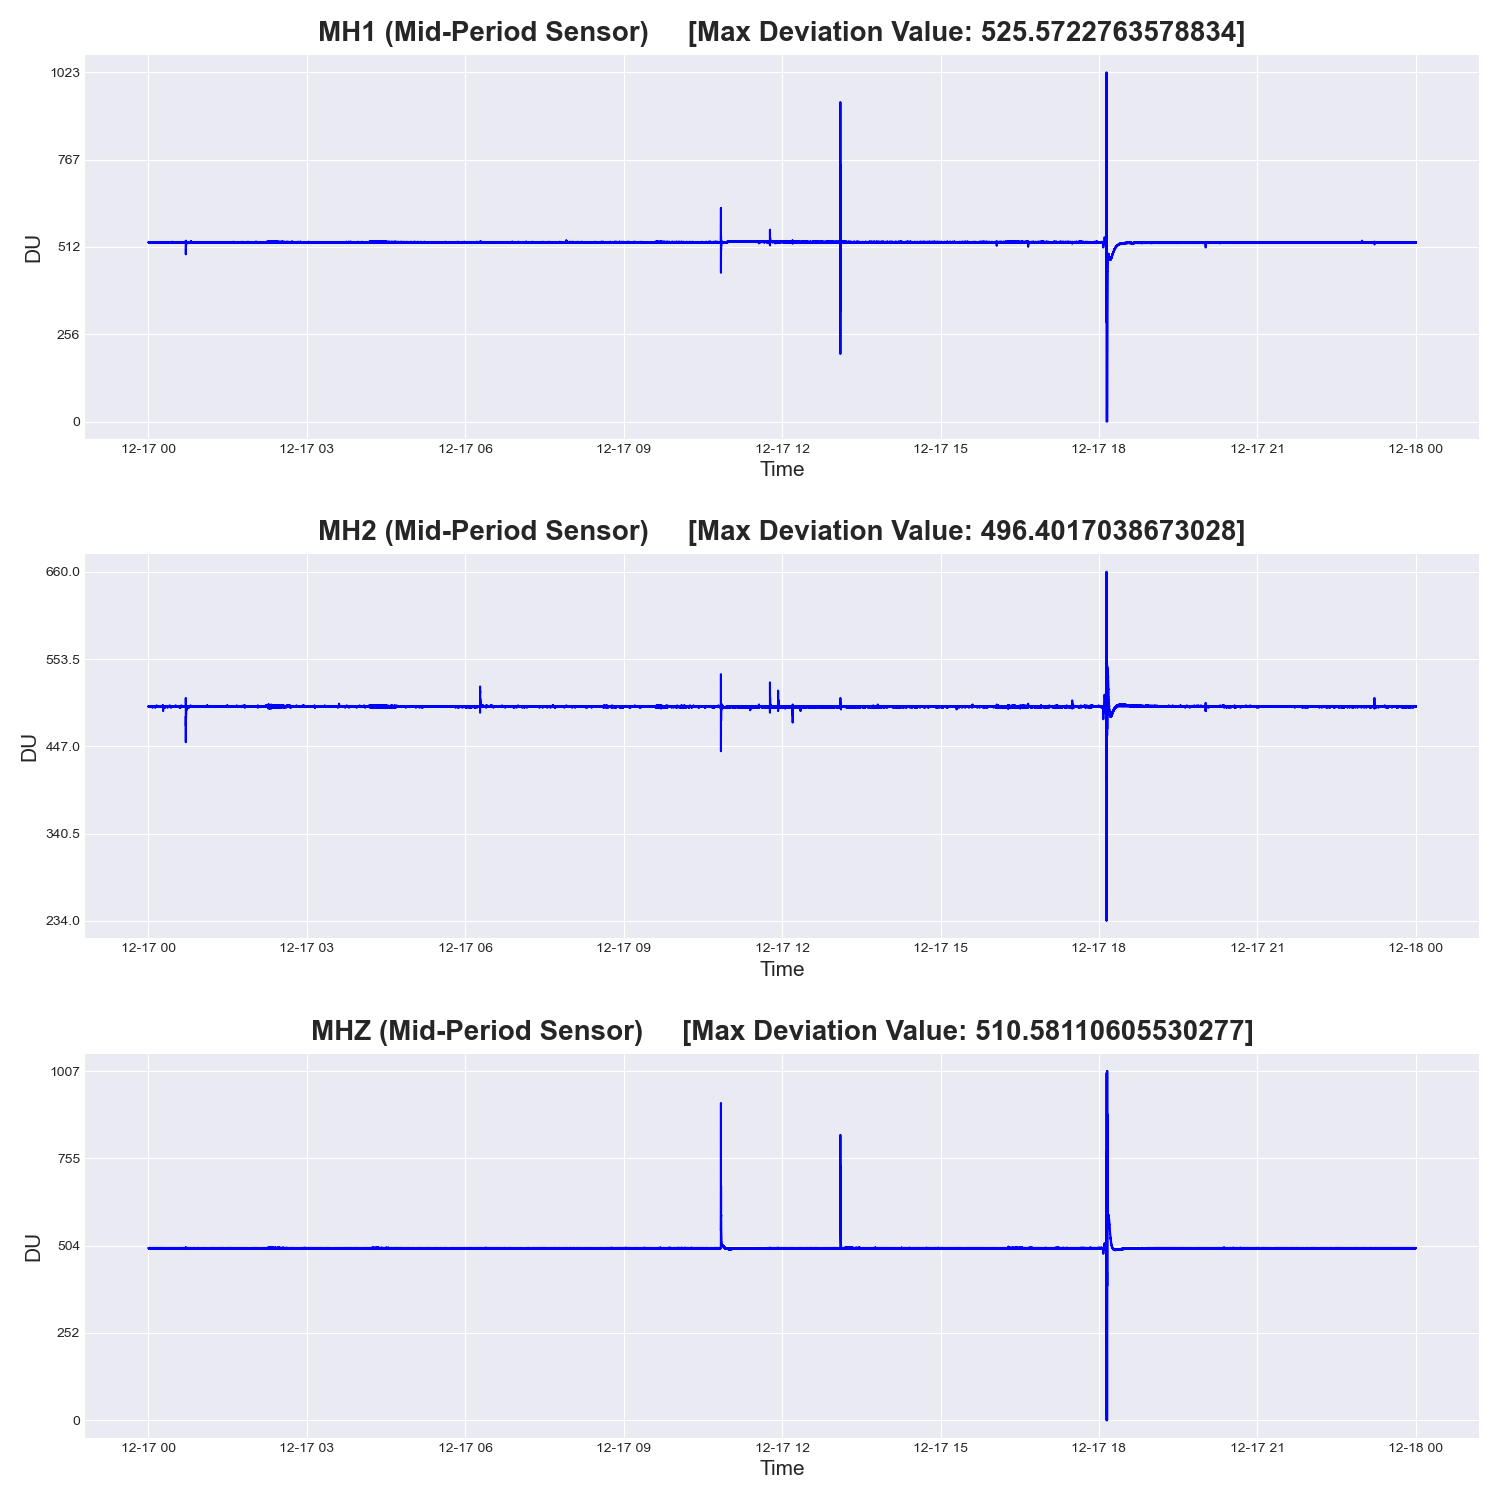 MH1 (Mid-Period Sensor) [Max Deviation Value: 525.5722763578834]
1023
767
512
256
0
DU
12-17 00 12-17 03 12-17 06 12-17 09 12-17 12 12-17 15 12-17 18 12-17 21 12-18 00
Time
MH2 (Mid-Period Sensor) [Max Deviation Value: 496.4017038673028]
660.0
553.5
447.0
340.5
234.0
DU
12-17 00 12-17 03 12-17 06 12-17 09 12-17 12 12-17 15 12-17 18 12-17 21 12-18 00
Time
MHZ (Mid-Period Sensor) [Max Deviation Value: 510.58110605530277]
1007
755
504
252
0
DU
12-17 00 12-17 03 12-17 06 12-17 09 12-17 12 12-17 15 12-17 18 12-17 21 12-18 00
Time